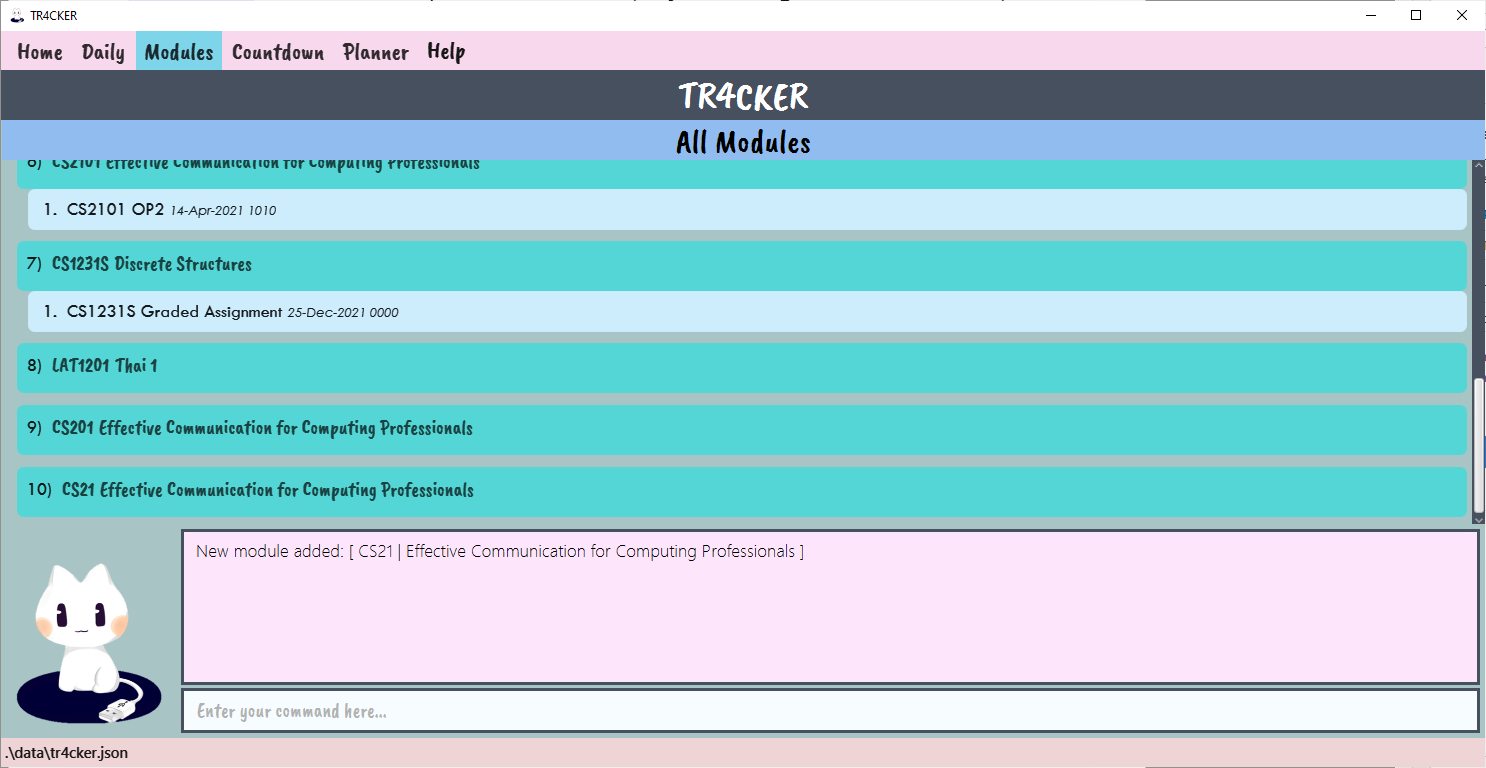 TR4CKER
Home Daily Modules Countdown Planner Help
TR4CKER
All Modules
6) CS2101 Effective Communication for Computing Professionals
1. CS2101 OP2 14-Apr-2021 1010
7) CS1231S Discrete Structures
1. CS1231S Graded Assignment 25-Dec-2021 0000
8) LAT1201 Thai 1
9) CS201 Effective Communication for Computing Professionals
10) CS21 Effective Communication for Computing Professionals
New module added: [ CS21 | Effective Communication for Computing Professionals ]
Enter your command here...
.\data\tr4cker.json